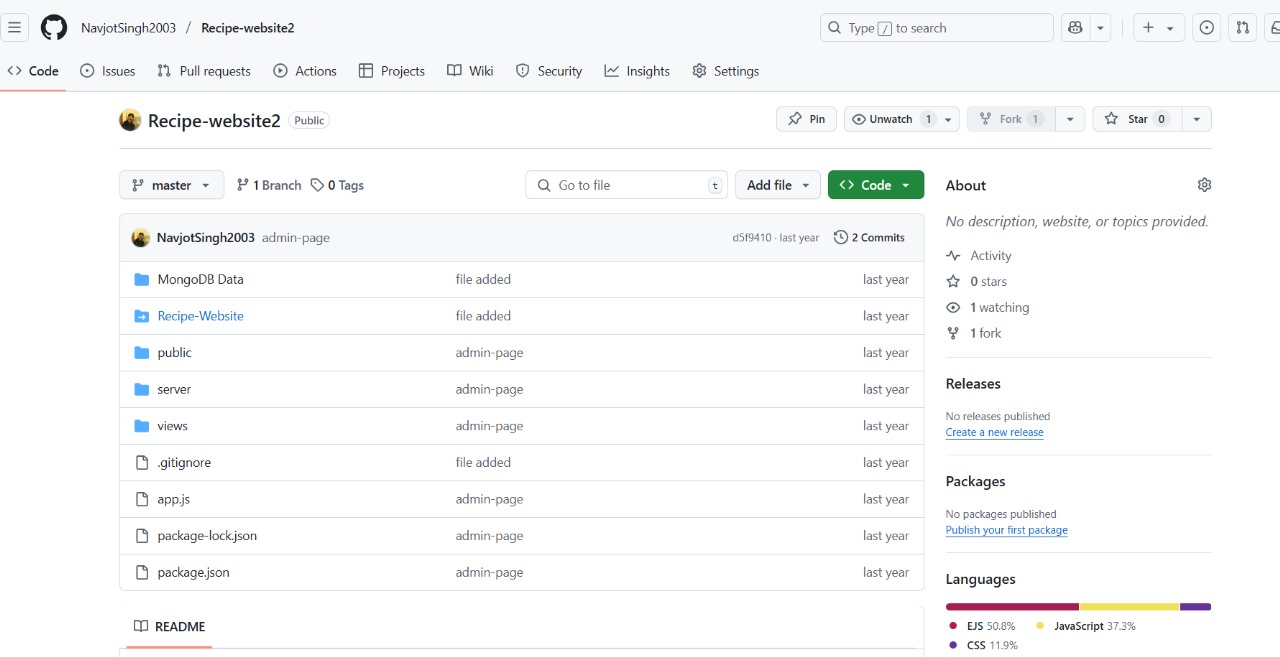 NavjotSingh2003 / Recipe-website2 Type / to search
Code Issues Pull requests Actions Projects Wiki Security Insights Settings
Recipe-website2 Public Pin Unwatch 1 Fork 1 Star 0
master 1 Branch 0 Tags Go to file t Add file Code
NavjotSingh2003 admin-page d5f9410 · last year 2 Commits
MongoDB Data file added last year
Recipe-Website file added last year
public admin-page last year
server admin-page last year
views admin-page last year
.gitignore file added last year
app.js admin-page last year
package-lock.json admin-page last year
package.json admin-page last year
README
About
No description, website, or topics provided.
Activity
0 stars
1 watching
1 fork
Releases
No releases published
Create a new release
Packages
No packages published
Publish your first package
Languages
EJS 50.8% JavaScript 37.3%
CSS 11.9%